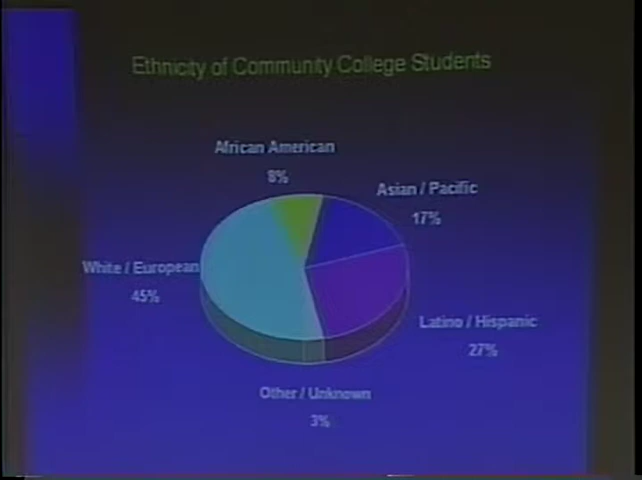 Ethnicity of Community College Students
African American
8%
Asian / Pacific
17%
White / European
45%
Latino / Hispanic
27%
Other / Unknown
3%